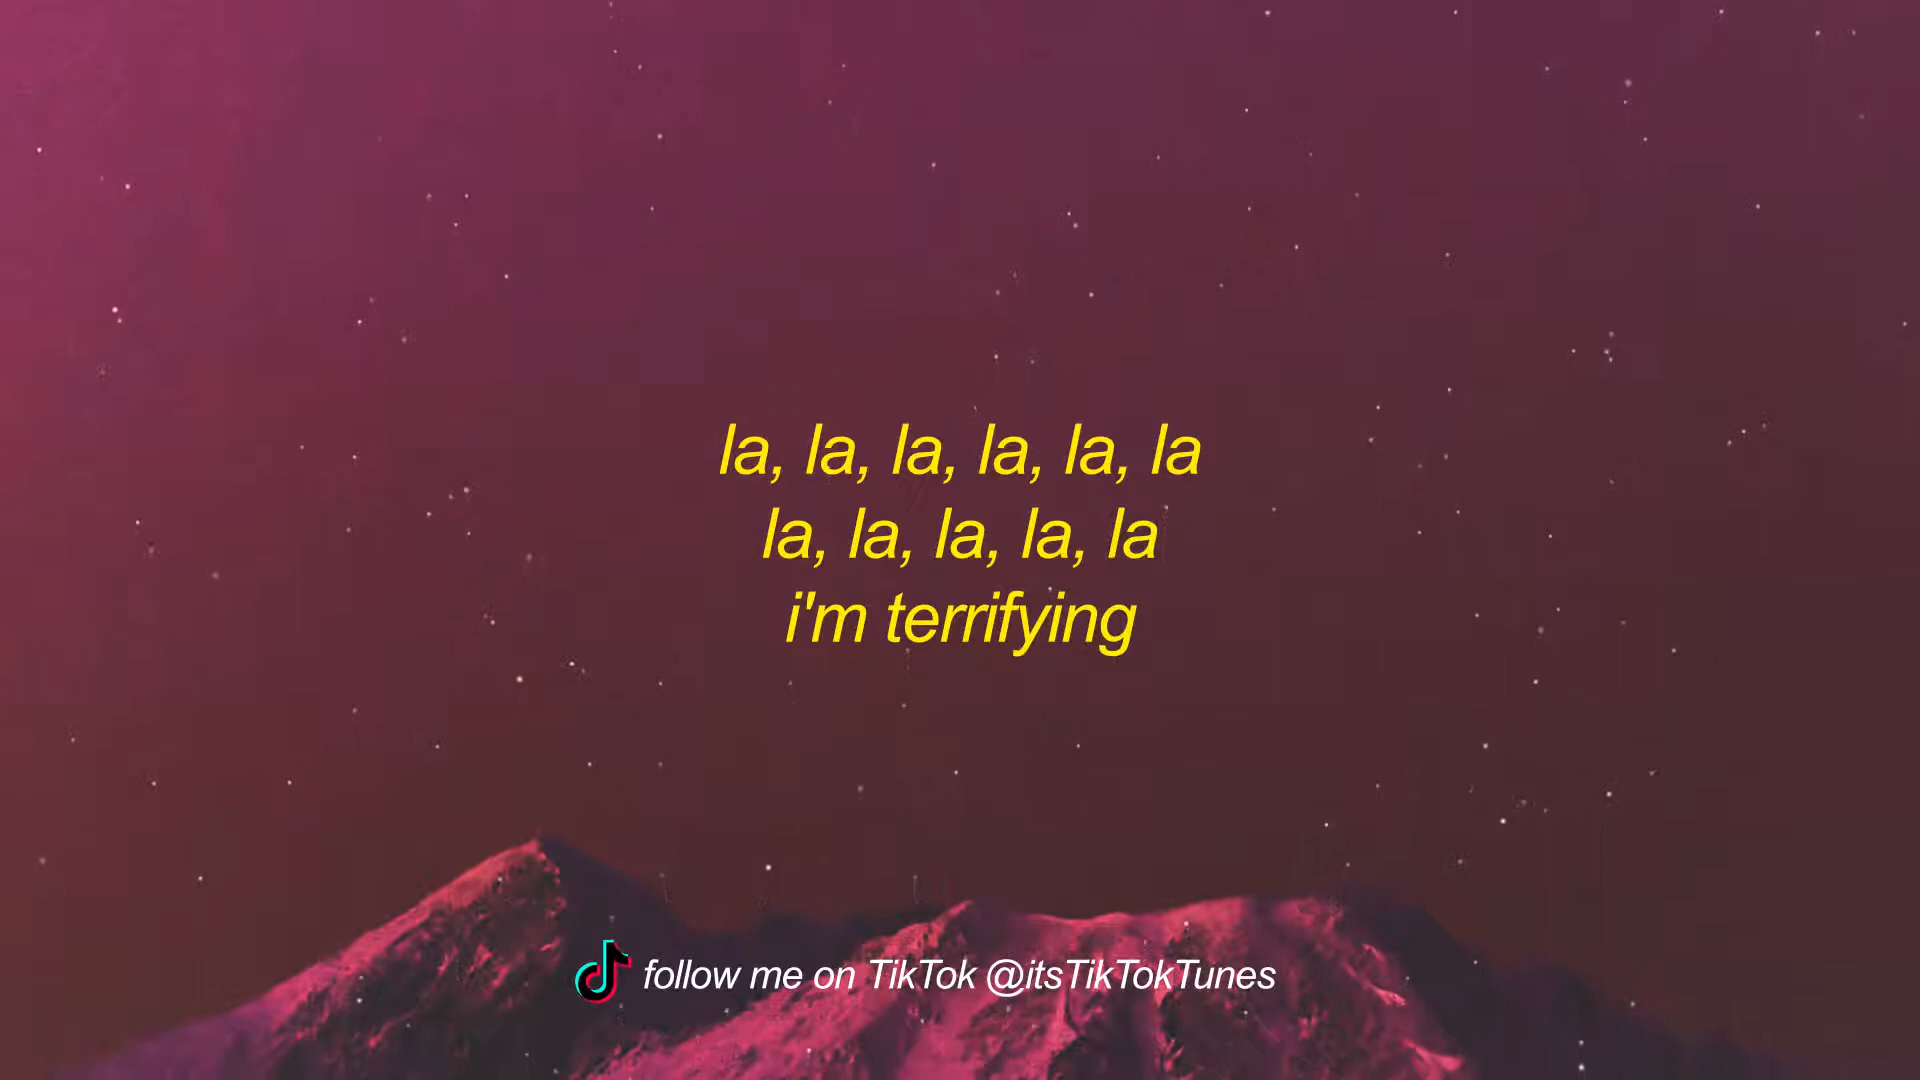 la, la, la, la, la, la
la, la, la, la, la
i'm terrifying
follow me on TikTok @itsTikTokTunes